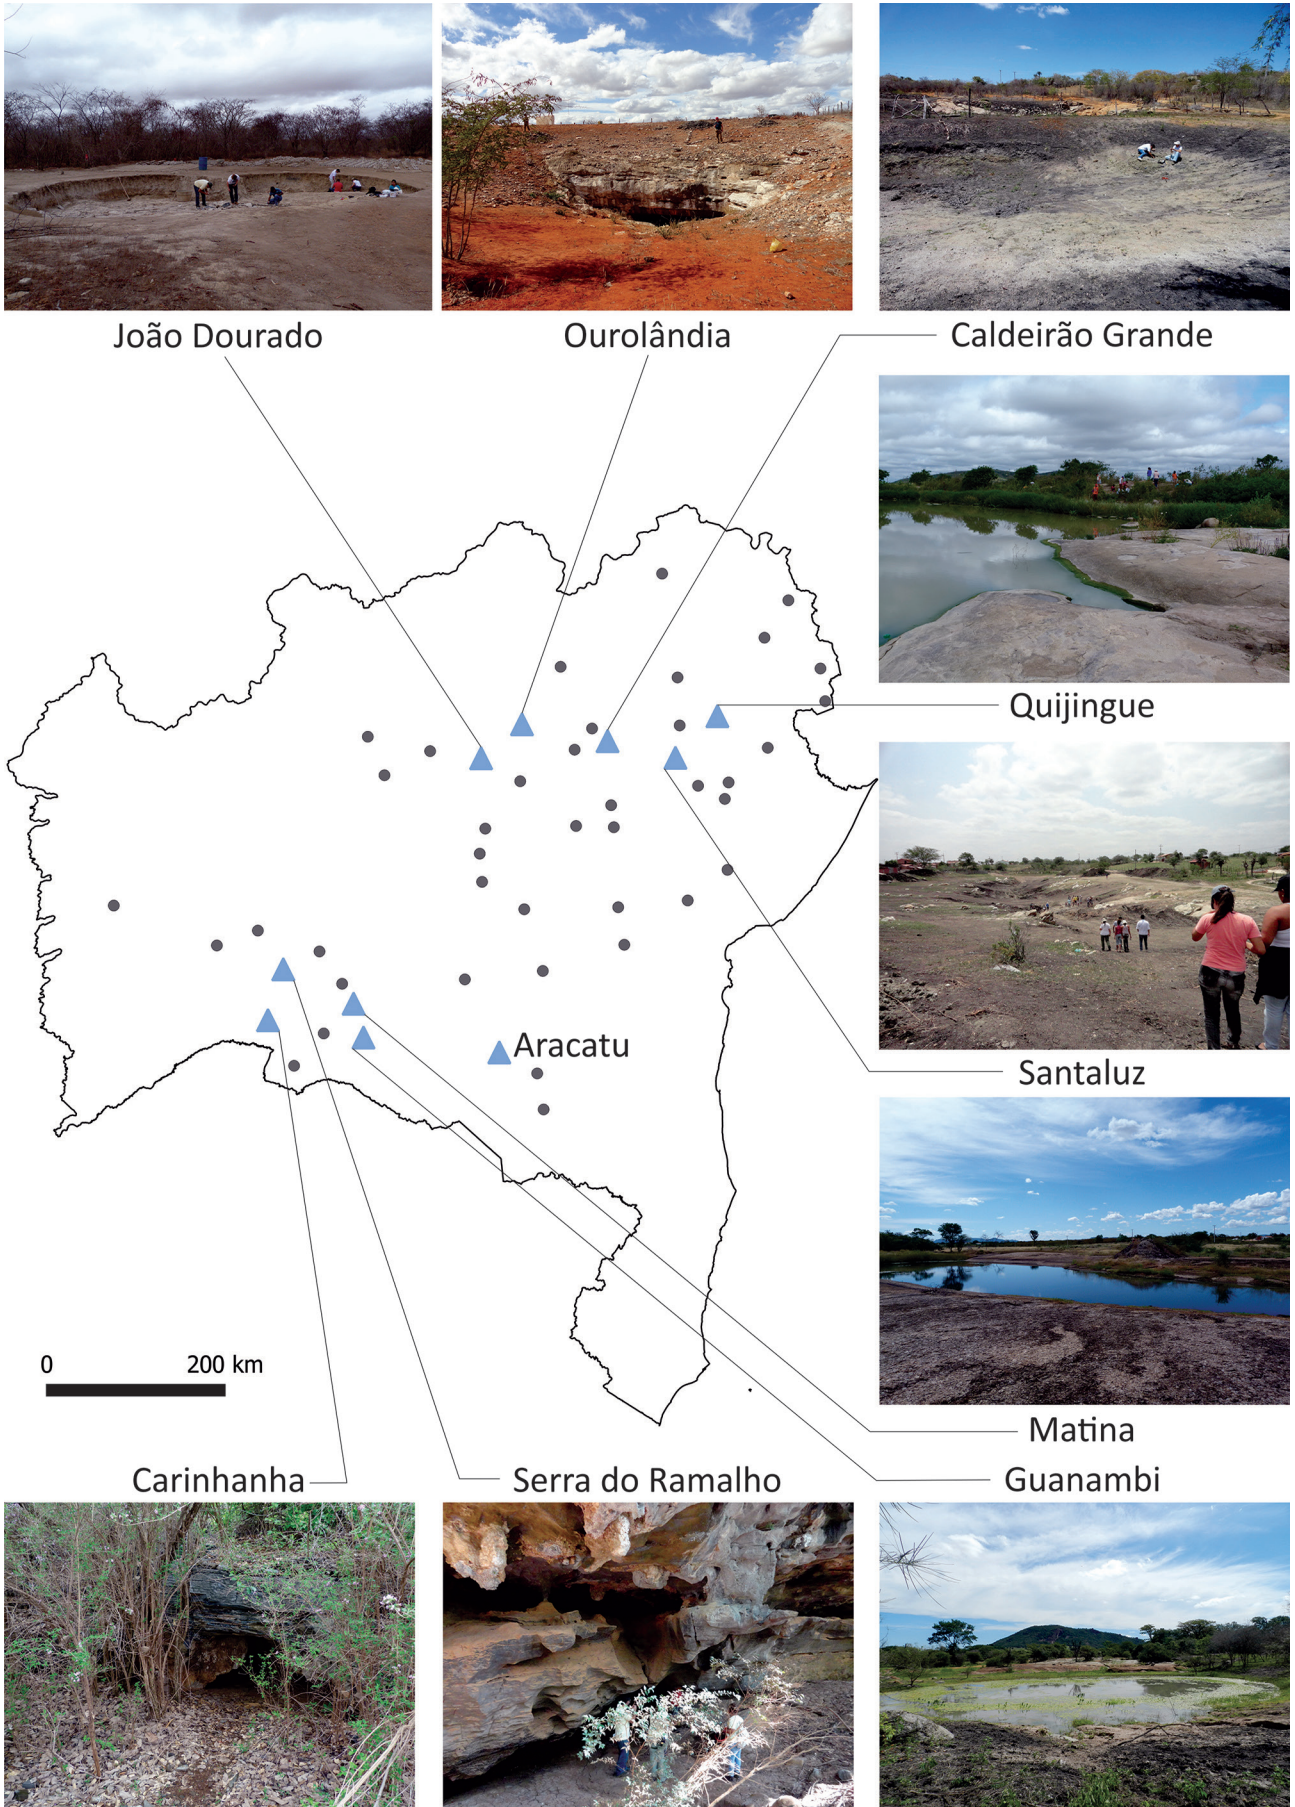 João Dourado
Ourolândia
Caldeirão Grande
Quijingue
Aracatu
Santaluz
0
200 km
Matina
Carinhanha
Serra do Ramalho
Guanambi